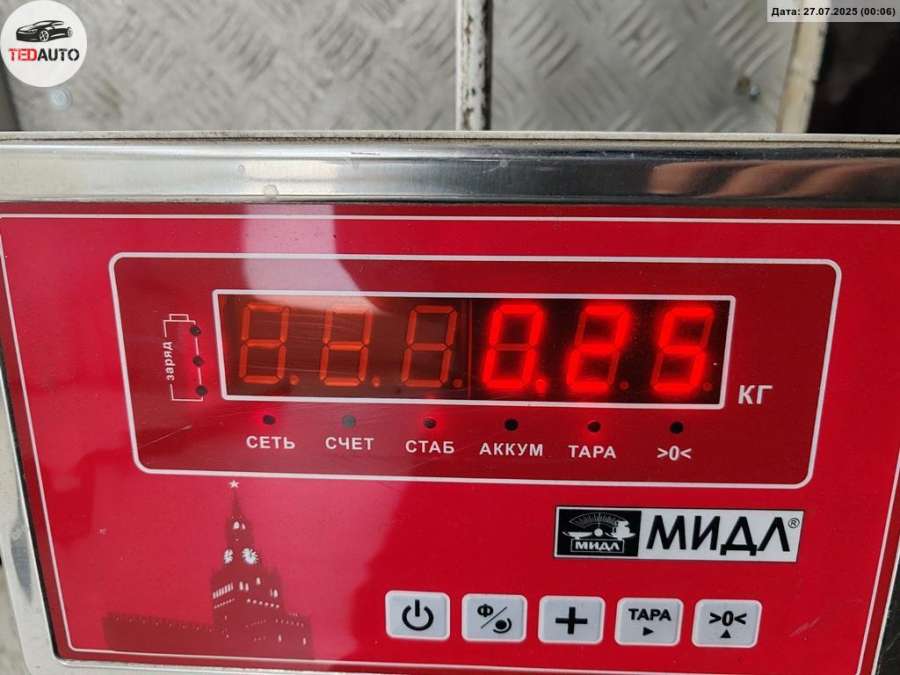 Дата: 27.07.2025 (00:06)
TEDAUTO
заряд
0.25
КГ
СЕТЬ СЧЕТ СТАБ АККУМ ТАРА >0<
МИДЛ МИДЛ®
Ф/ + ТАРА >0<